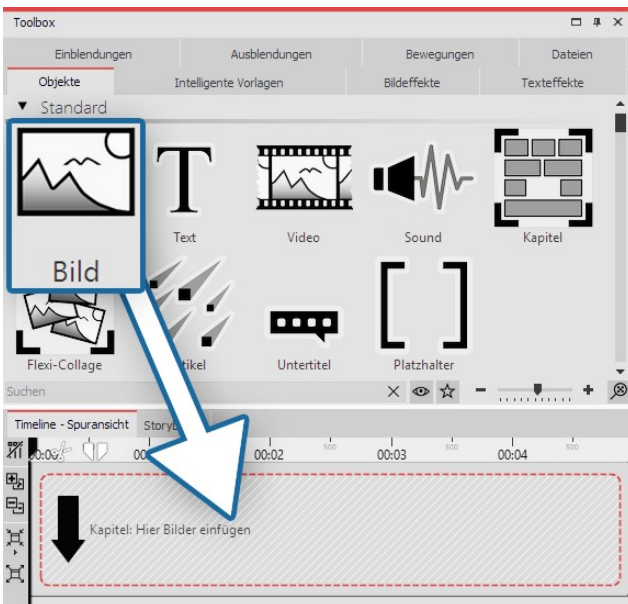 Toolbox
Einblendungen Ausblendungen Bewegungen Dateien
Objekte Intelligente Vorlagen Bildeffekte Texteffekte
Standard
Bild Text Video Sound Kapitel
Flexi-Collage Untertitel Platzhalter
Suchen
Timeline - Spuransicht
00:02 500 00:03 500 00:04 500
Kapitel: Hier Bilder einfügen